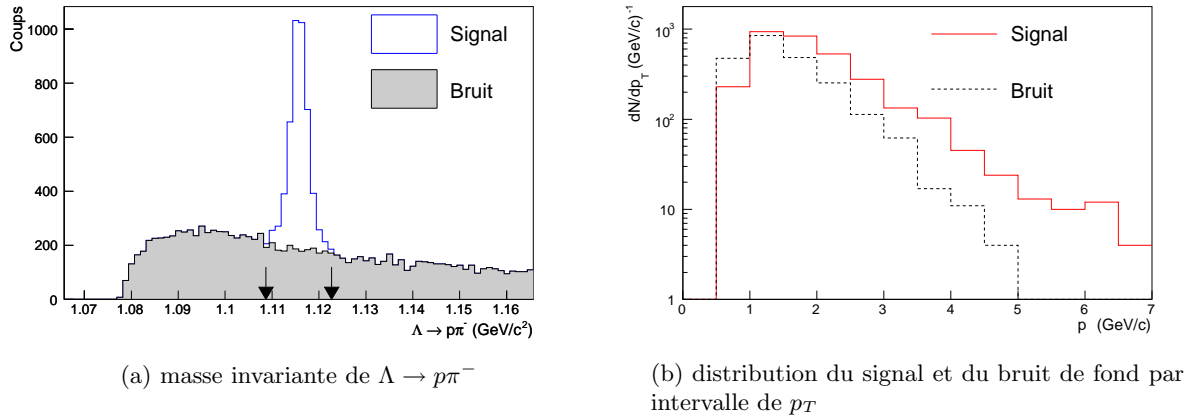 Coups
1000
800
600
400
200
0
Signal
Bruit
1.07 1.08 1.09 1.1 1.11 1.12 1.13 1.14 1.15 1.16
Λ → pπ⁻ (GeV/c²)
(a) masse invariante de Λ → pπ⁻
dN/dp_T (GeV/c)⁻¹
10³
10²
10
1
Signal
Bruit
0 1 2 3 4 5 6 7
p (GeV/c)
(b) distribution du signal et du bruit de fond par
intervalle de p_T